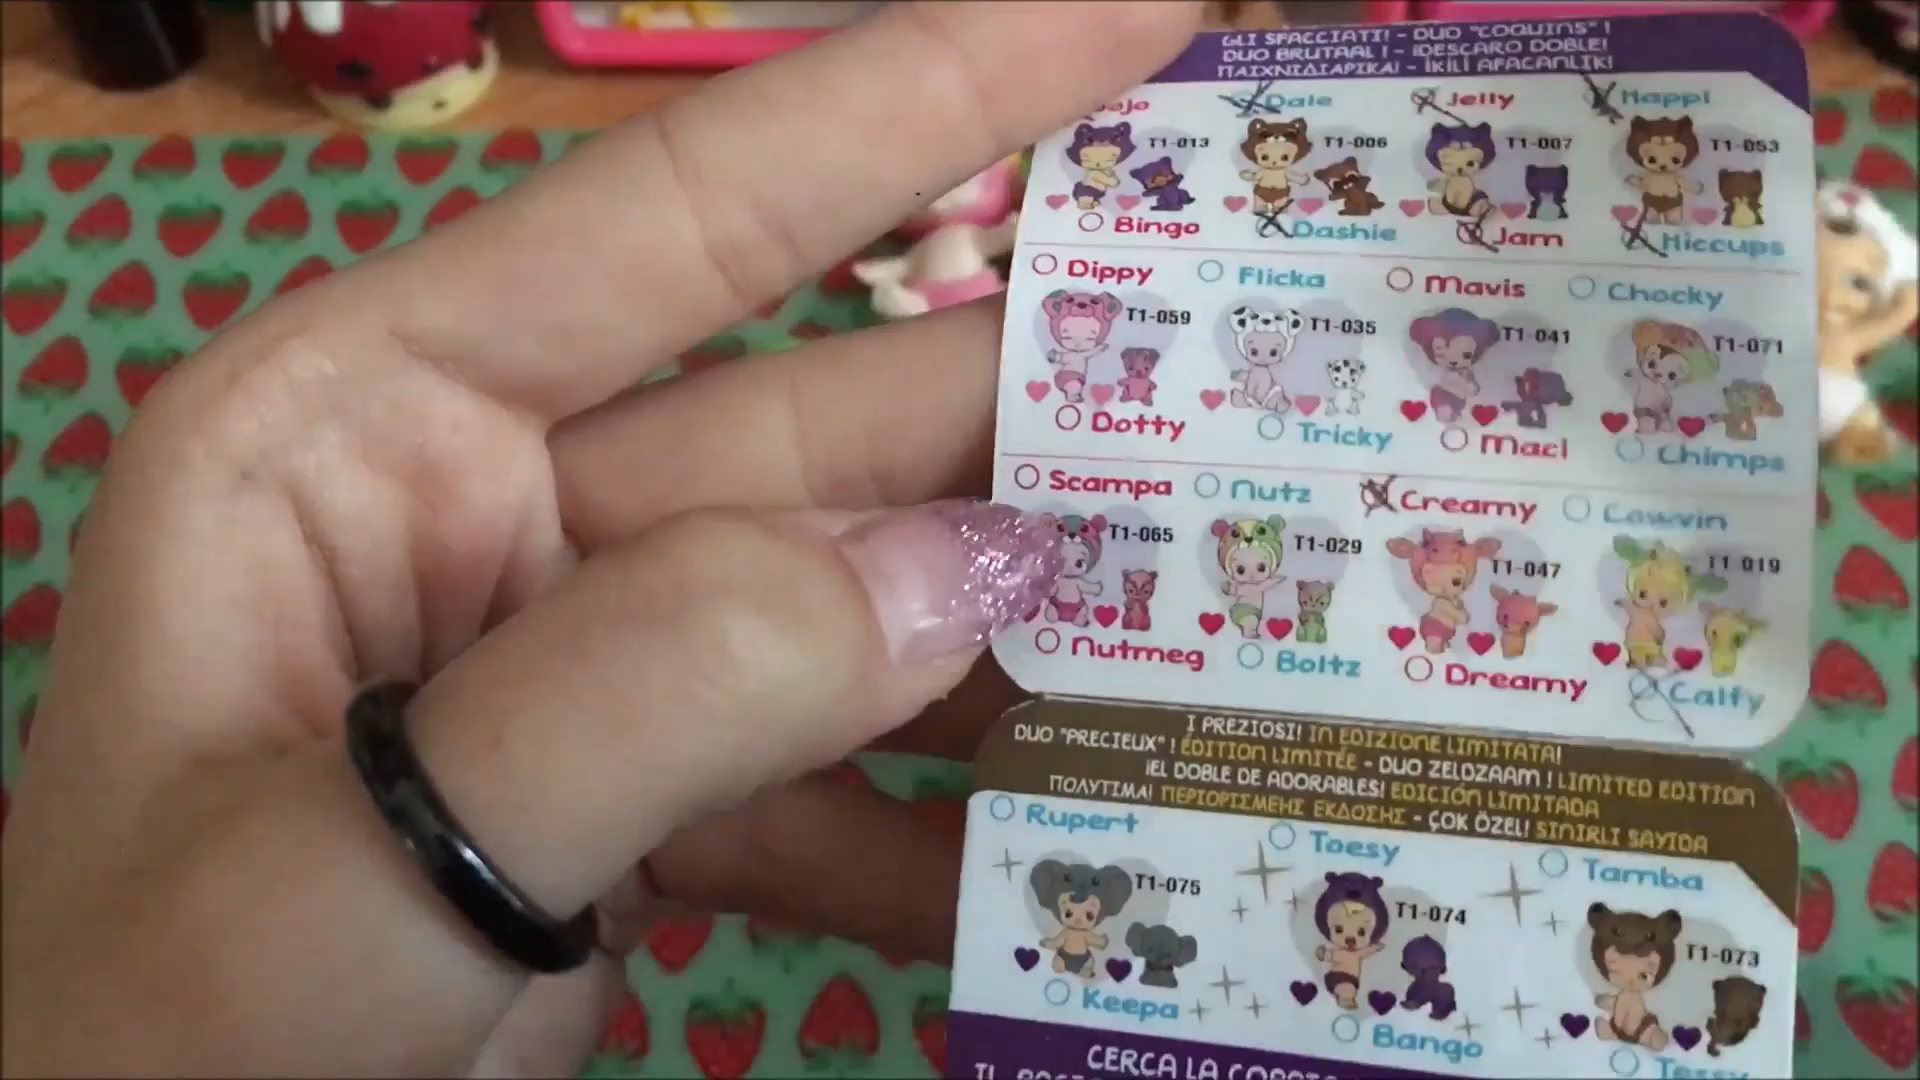 GLI SFACCIATI! - DUO "COQUINS" !
DUO BRUTAAL ! - ¡DESCARO DOBLE!
ΠΑΙΧΝΙΔΙΑΡΙΚΑ! - İKİLİ AFACANLIK!
Dale Jelly Happi
T1-013 T1-006 T1-007 T1-053
Bingo Dashie Jam Hiccups
Dippy Flicka Mavis Chocky
T1-059 T1-035 T1-041 T1-071
Dotty Tricky Maci Chimps
Scampa Nutz Creamy Cawvin
T1-065 T1-029 T1-047 T1-019
Nutmeg Boltz Dreamy Calfy
I PREZIOSI! IN EDIZIONE LIMITATA!
DUO "PRECIEUX" ! ÉDITION LIMITÉE - DUO ZELDZAAM ! LIMITED EDITION
¡EL DOBLE DE ADORABLES! EDICIÓN LIMITADA
ΠΟΛΥΤΙΜΑ! ΠΕΡΙΟΡΙΣΜΕΗΣ ΕΚΔΟΣΗΣ - ÇOK ÖZEL! SINIRLI SAYIDA
Rupert Toesy Tamba
T1-075 T1-074 T1-073
Keepa Bango Tessy
CERCA LA